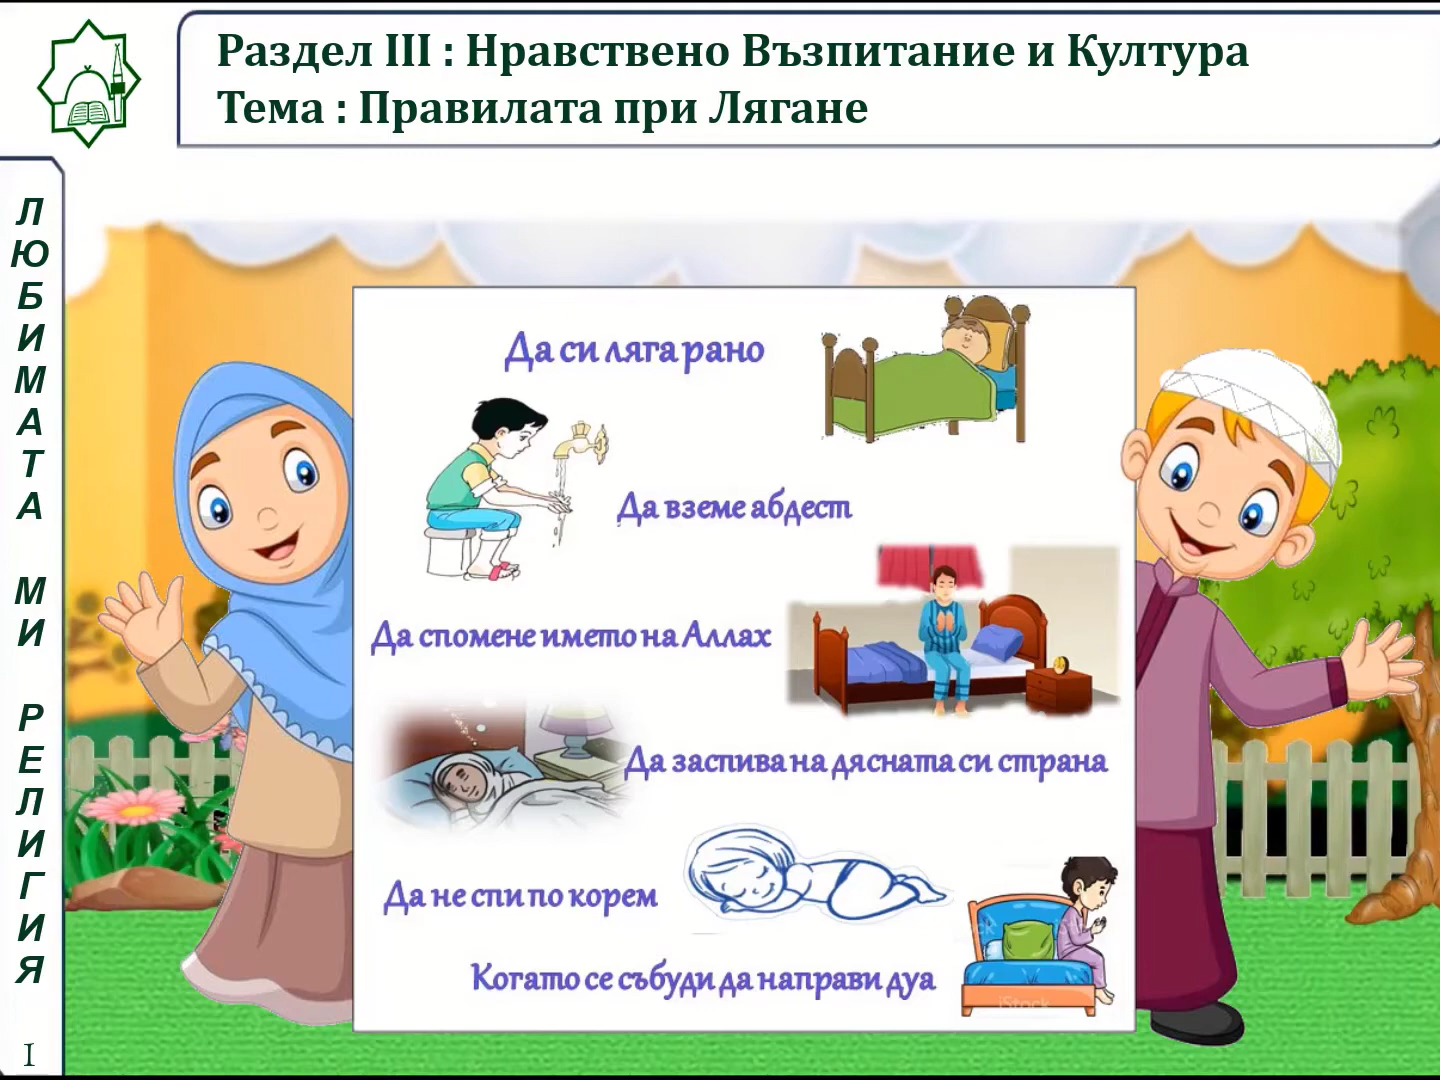 Раздел III : Нравствено Възпитание и Култура
Тема : Правилата при Лягане
ЛЮБИМАТА МИ РЕЛИГИЯ
I
Да си ляга рано
Да вземе абдест
Да спомене името на Аллах
Да заспива на дясната си страна
Да не спи по корем
Когато се събуди да направи дуа
iStock